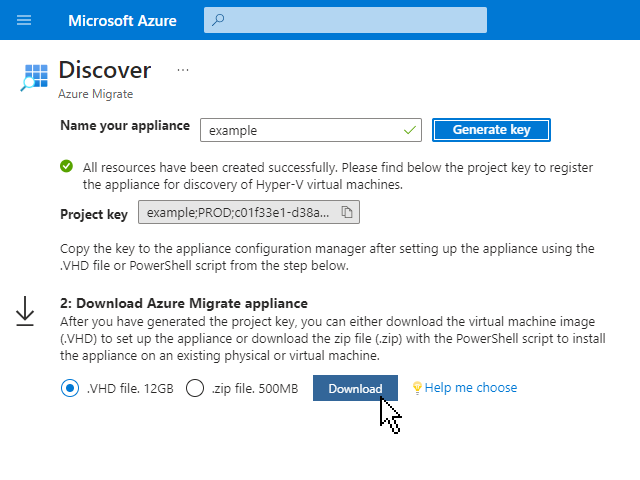 Microsoft Azure
Discover
...
Azure Migrate
Name your appliance
example
Generate key
All resources have been created successfully. Please find below the project key to register
the appliance for discovery of Hyper-V virtual machines.
Project key
example;PROD;c01f33e1-d38a...
Copy the key to the appliance configuration manager after setting up the appliance using the
.VHD file or PowerShell script from the step below.
2: Download Azure Migrate appliance
After you have generated the project key, you can either download the virtual machine image
(.VHD) to set up the appliance or download the zip file (.zip) with the PowerShell script to install
the appliance on an existing physical or virtual machine.
.VHD file. 12GB
.zip file. 500MB
Download
Help me choose